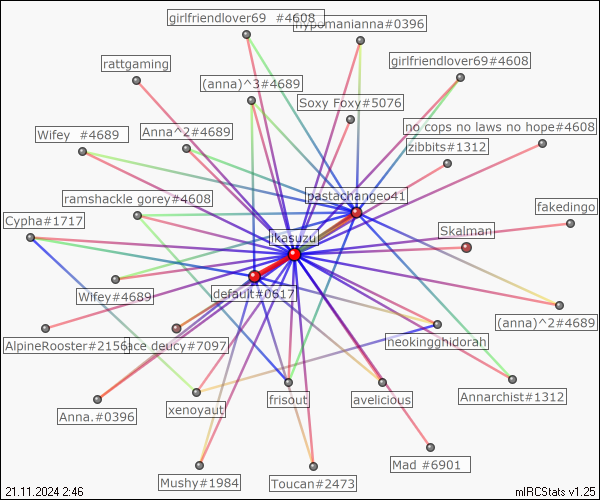 girlfriendlover69 #4608
hypomanianna#0396
rattgaming
girlfriendlover69#4608
(anna)^3#4689
Soxy Foxy#5076
no cops no laws no hope#4608
Wifey #4689
Anna^2#4689
zibbits#1312
ramshackle gorey#4608
pastachangeo41
fakedingo
Cypha#1717
Skalman
ikasuzu
Wifey#4689
default#0617
(anna)^2#4689
AlpineRooster#2156
ace deucy#7097
neokingghidorah
Anna.#0396
xenoyaut
frisout
avelicious
Annarchist#1312
Mushy#1984
Toucan#2473
Mad #6901
21.11.2024 2:46
mIRCStats v1.25